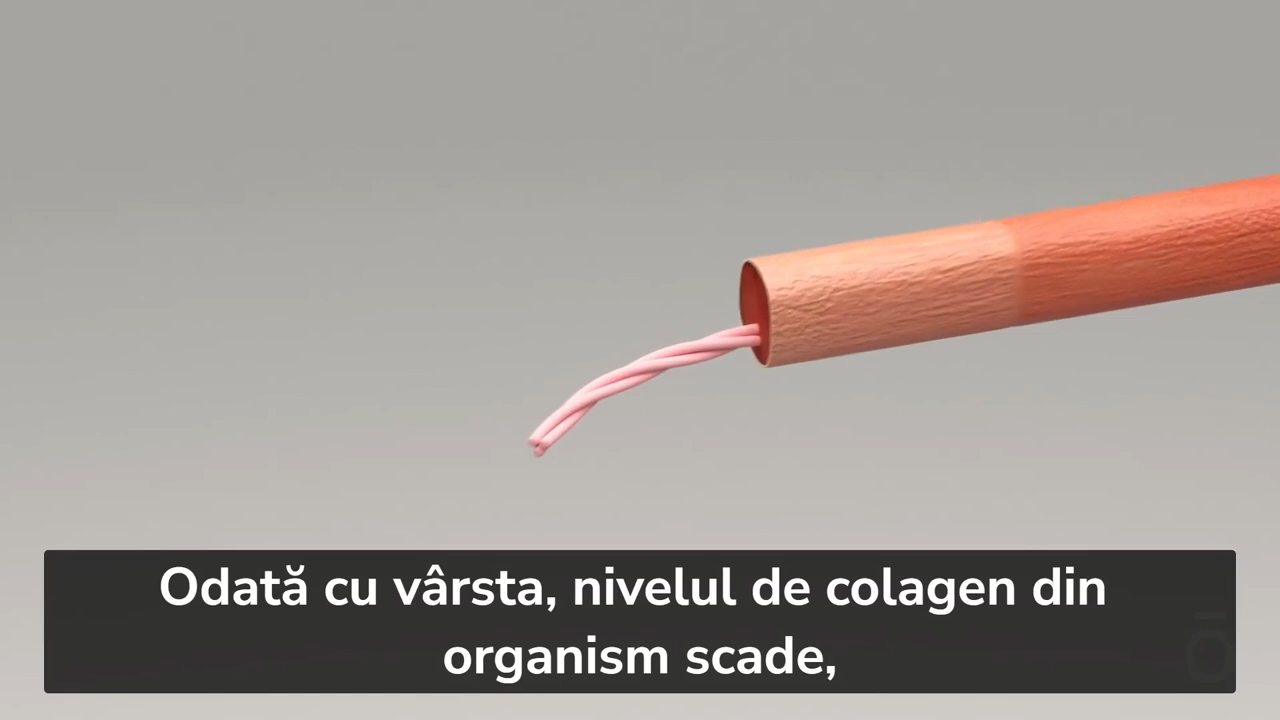 Odată cu vârsta, nivelul de colagen din
organism scade,